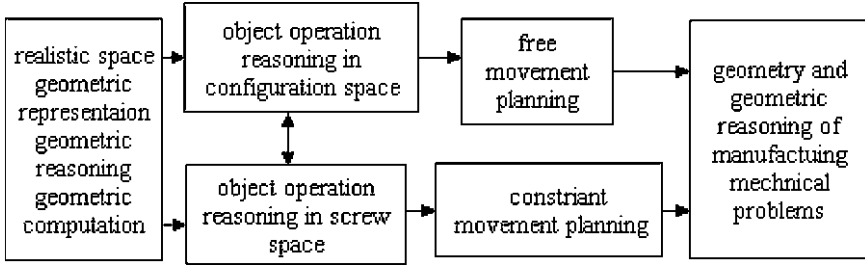 realistic space
geometric
representaion
geometric
reasoning
geometric
computation
object operation
reasoning in
configuration space
free
movement
planning
object operation
reasoning in screw
space
constriant
movement planning
geometry and
geometric
reasoning of
manufactuing
mechnical
problems